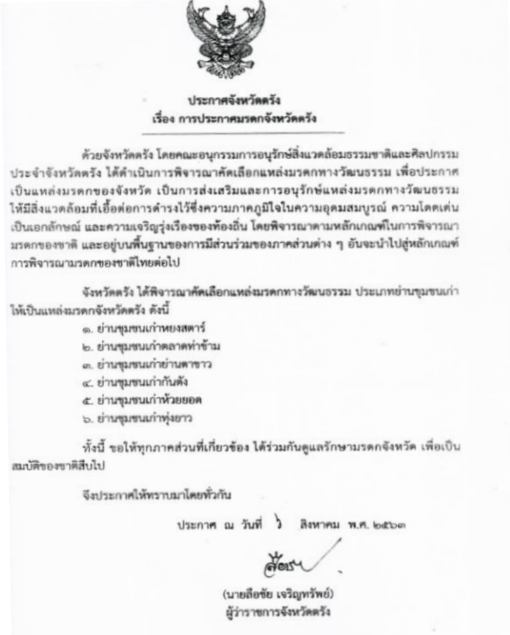 ประกาศจังหวัดตรัง
เรื่อง การประกาศมรดกจังหวัดตรัง
ด้วยจังหวัดตรัง โดยคณะอนุกรรมการอนุรักษ์สิ่งแวดล้อมธรรมชาติและศิลปกรรม
ประจำจังหวัดตรัง ได้ดำเนินการพิจารณาคัดเลือกแหล่งมรดกทางวัฒนธรรม เพื่อประกาศ
เป็นแหล่งมรดกของจังหวัด เป็นการส่งเสริมและการอนุรักษ์แหล่งมรดกทางวัฒนธรรม
ให้มีสิ่งแวดล้อมที่เอื้อต่อการดำรงไว้ซึ่งความภาคภูมิใจในความอุดมสมบูรณ์ ความโดดเด่น
เป็นเอกลักษณ์ และความเจริญรุ่งเรืองของท้องถิ่น โดยพิจารณาตามหลักเกณฑ์ในการพิจารณา
มรดกของชาติ และอยู่บนพื้นฐานของการมีส่วนร่วมของภาคส่วนต่าง ๆ อันจะนำไปสู่หลักเกณฑ์
การพิจารณามรดกของชาติไทยต่อไป
จังหวัดตรัง ได้พิจารณาคัดเลือกแหล่งมรดกทางวัฒนธรรม ประเภทย่านชุมชนเก่า
ให้เป็นแหล่งมรดกจังหวัดตรัง ดังนี้
๑. ย่านชุมชนเก่าหยงสตาร์
๒. ย่านชุมชนเก่าตลาดท่าข้าม
๓. ย่านชุมชนเก่าย่านตาขาว
๔. ย่านชุมชนเก่ากันตัง
๕. ย่านชุมชนเก่าห้วยยอด
๖. ย่านชุมชนเก่าทุ่งยาว
ทั้งนี้ ขอให้ทุกภาคส่วนที่เกี่ยวข้อง ได้ร่วมกันดูแลรักษามรดกจังหวัด เพื่อเป็น
สมบัติของชาติสืบไป
จึงประกาศให้ทราบมาโดยทั่วกัน
ประกาศ ณ วันที่ ๖ สิงหาคม พ.ศ. ๒๕๖๓
(นายลือชัย เจริญทรัพย์)
ผู้ว่าราชการจังหวัดตรัง